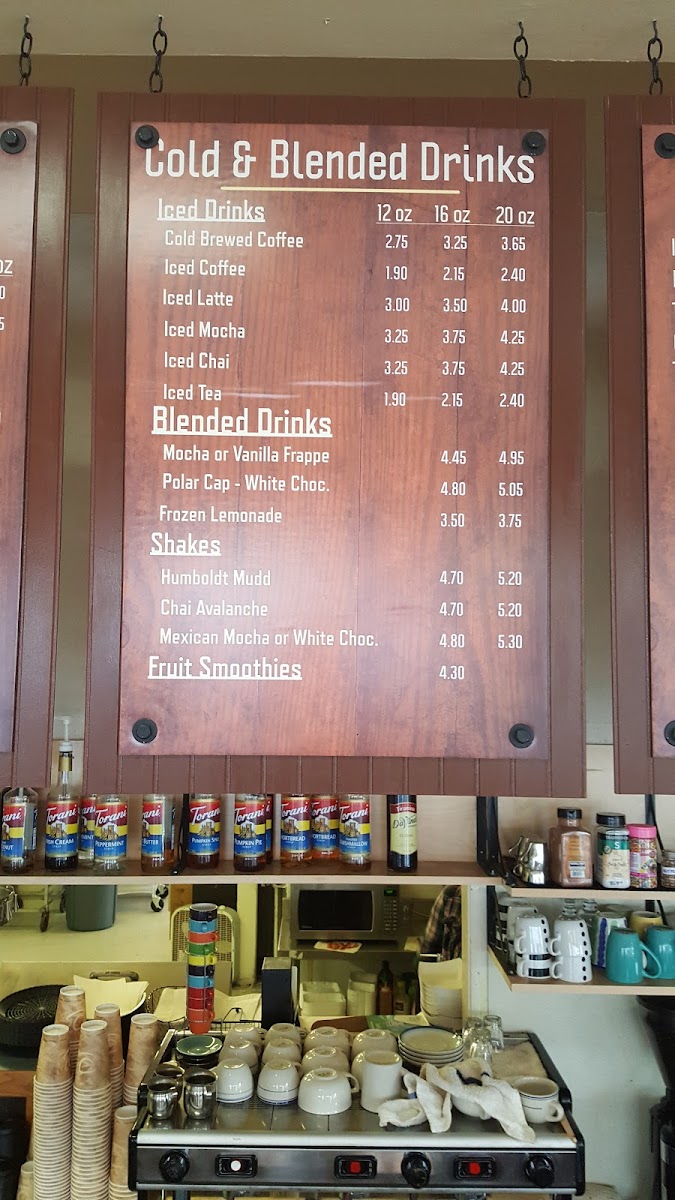 Cold & Blended Drinks
Iced Drinks 12 oz 16 oz 20 oz
Cold Brewed Coffee 2.75 3.25 3.65
Iced Coffee 1.90 2.15 2.40
Iced Latte 3.00 3.50 4.00
Iced Mocha 3.25 3.75 4.25
Iced Chai 3.25 3.75 4.25
Iced Tea 1.90 2.15 2.40
Blended Drinks
Mocha or Vanilla Frappe 4.45 4.95
Polar Cap - White Choc. 4.80 5.05
Frozen Lemonade 3.50 3.75
Shakes
Humboldt Mudd 4.70 5.20
Chai Avalanche 4.70 5.20
Mexican Mocha or White Choc. 4.80 5.30
Fruit Smoothies 4.30
oz
Torani Torani Torani Torani Torani Torani Torani
Peppermint
Pumpkin Pie